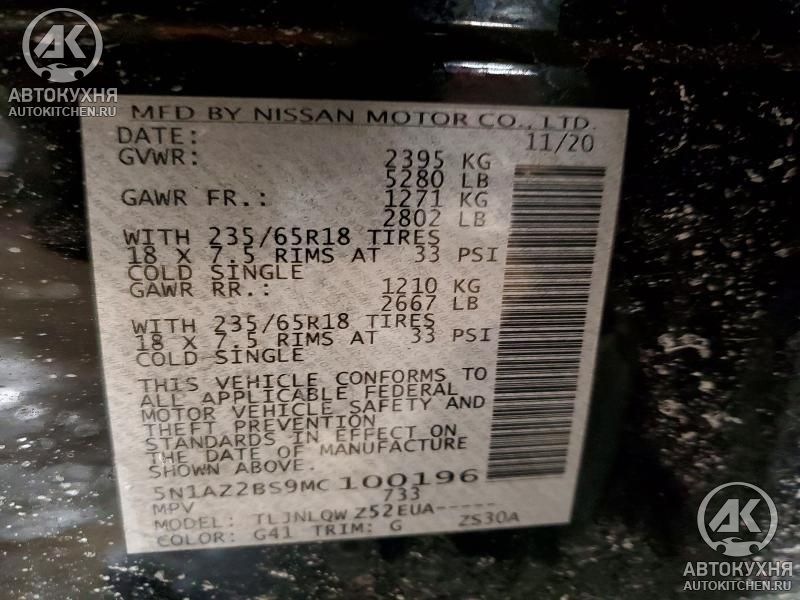 AK
АВТОКУХНЯ
AUTOKITCHEN.RU
MFD BY NISSAN MOTOR CO., LTD.
DATE: 11/20
GVWR: 2395 KG
5280 LB
GAWR FR.: 1271 KG
2802 LB
WITH 235/65R18 TIRES
18 X 7.5 RIMS AT 33 PSI
COLD SINGLE
GAWR RR.: 1210 KG
2667 LB
WITH 235/65R18 TIRES
18 X 7.5 RIMS AT 33 PSI
COLD SINGLE
THIS VEHICLE CONFORMS TO
ALL APPLICABLE FEDERAL
MOTOR VEHICLE SAFETY AND
THEFT PREVENTION
STANDARDS IN EFFECT ON
THE DATE OF MANUFACTURE
SHOWN ABOVE.
5N1AZ2BS9MC 100196
MPV 733
MODEL: TLJNLQW Z52EUA-----
COLOR: G41 TRIM: G ZS30A
AK
АВТОКУХНЯ
AUTOKITCHEN.RU